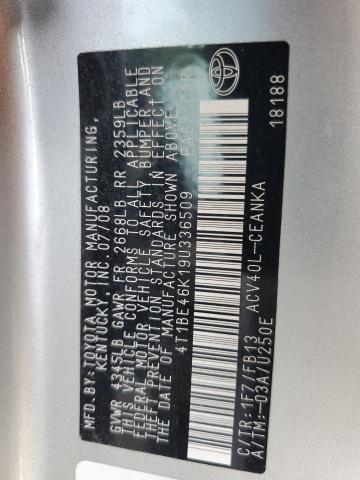 MFD.BY:TOYOTA MOTOR MANUFACTURING,
KENTUCKY, INC. 07/08
GVWR 4345LB GAWR FR 2668LB RR 2359LB
THIS VEHICLE CONFORMS TO ALL APPLICABLE
FEDERAL MOTOR VEHICLE SAFETY BUMPER, AND
THEFT PREVENTION STANDARDS IN EFFECT ON
THE DATE OF MANUFACTURE SHOWN ABOVE.
4T1BE46K19U336509 PASS.CAR
C/TR:1F7/FB13 ACV40L-CEANKA
A/TM:-03A/U250E 18188